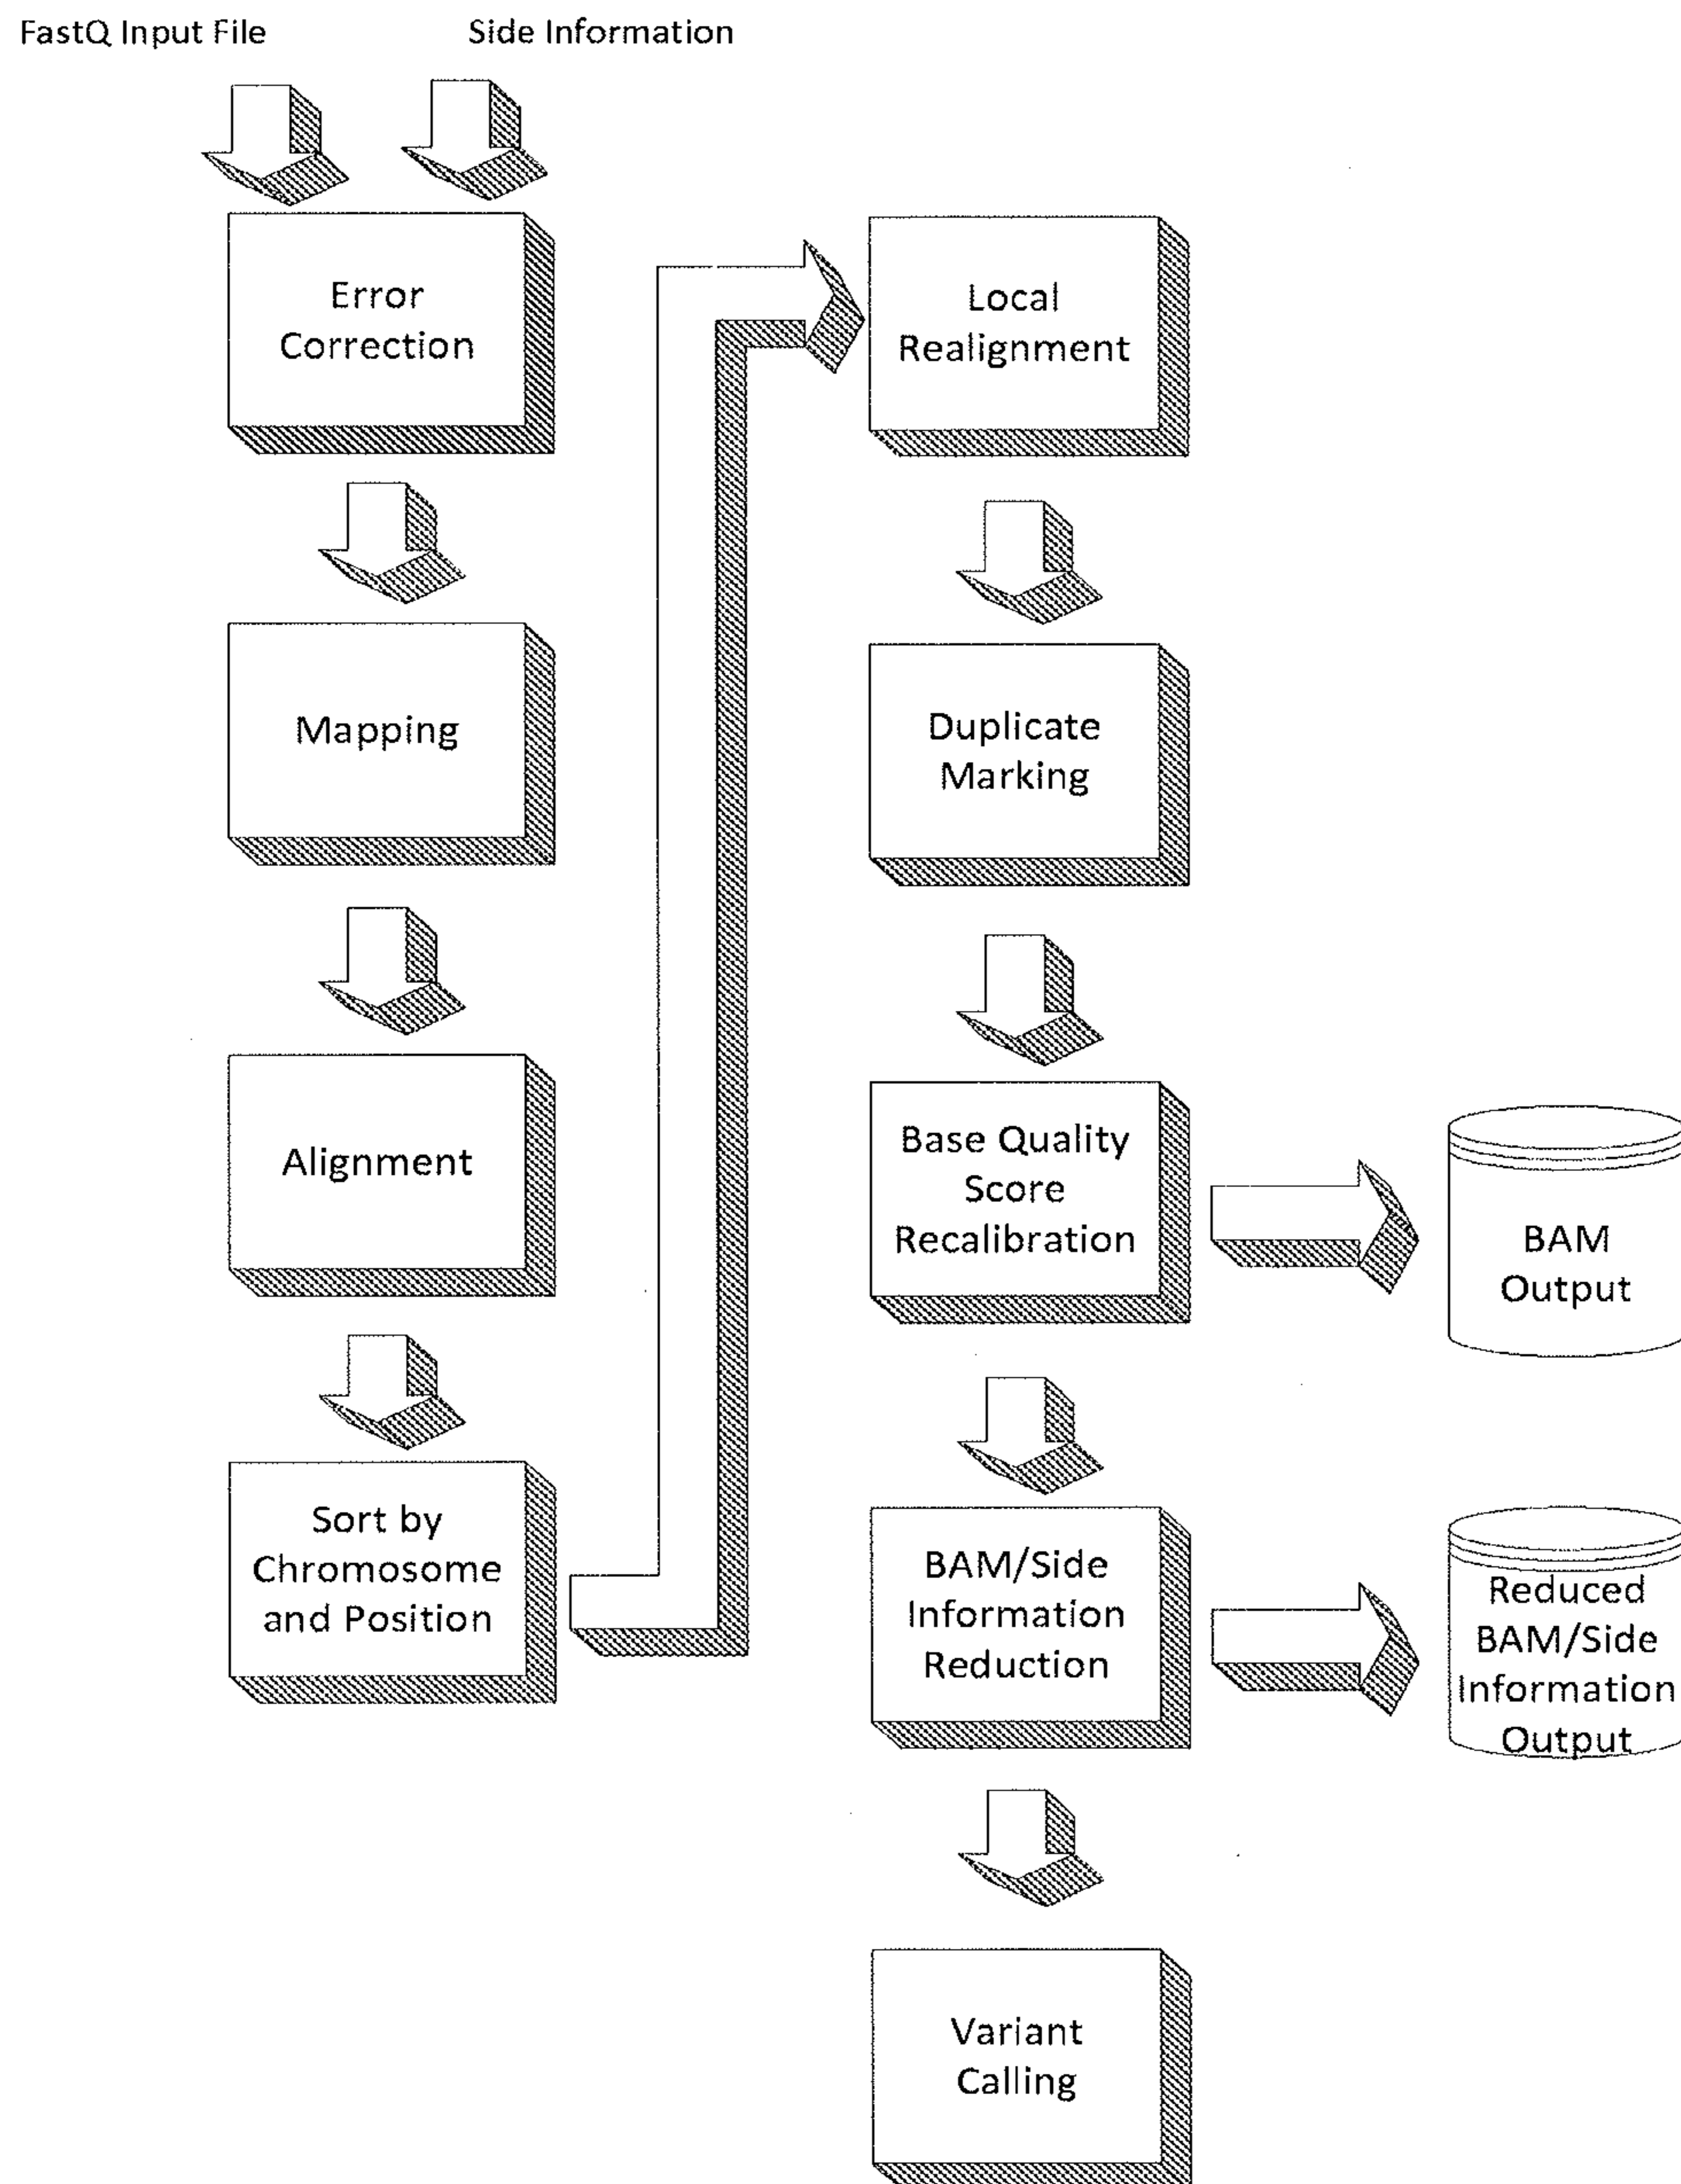 FastQ Input File
Side Information
Error
Correction
Mapping
Alignment
Sort by
Chromosome
and Position
Local
Realignment
Duplicate
Marking
Base Quality
Score
Recalibration
BAM
Output
BAM/Side
Information
Reduction
Reduced
BAM/Side
Information
Output
Variant
Calling